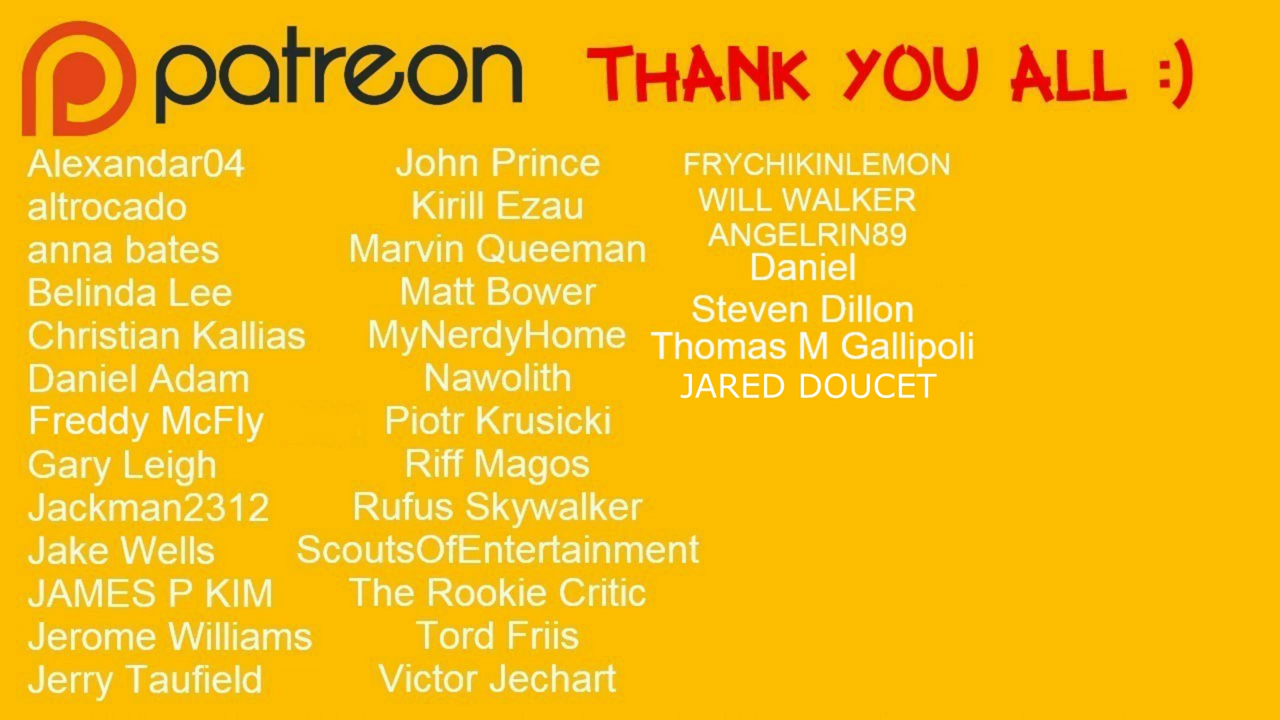 patreon THANK YOU ALL :)
Alexandar04
altrocado
anna bates
Belinda Lee
Christian Kallias
Daniel Adam
Freddy McFly
Gary Leigh
Jackman2312
Jake Wells
JAMES P KIM
Jerome Williams
Jerry Taufield
John Prince
Kirill Ezau
Marvin Queeman
Matt Bower
MyNerdyHome
Nawolith
Piotr Krusicki
Riff Magos
Rufus Skywalker
ScoutsOfEntertainment
The Rookie Critic
Tord Friis
Victor Jechart
FRYCHIKINLEMON
WILL WALKER
ANGELRIN89
Daniel
Steven Dillon
Thomas M Gallipoli
JARED DOUCET